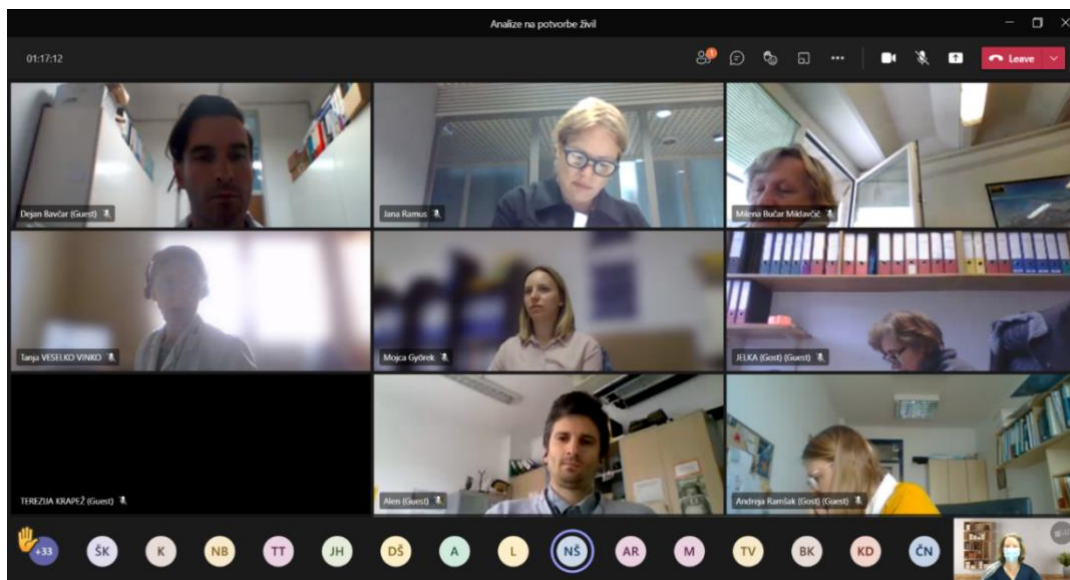 Analize na potvorbe živil
01:17:12
1
Leave
Dejan Bavčar (Guest)
Jana Ramus
Milena Bučar Miklavčič
Tanja VESELKO VINKO
Mojca Györek
JELKA (Gost) (Guest)
TEREZIJA KRAPEŽ (Guest)
Alen (Guest)
Andreja Ramšak (Gost) (Guest)
+33
ŠK
K
NB
TT
JH
DŠ
A
L
NŠ
AR
M
TV
BK
KD
ČN